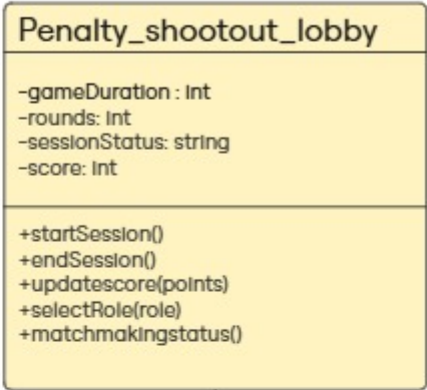 Penalty_shootout_lobby
-gameDuration : int
-rounds: int
-sessionStatus: string
-score: int
+startSession()
+endSession()
+updatescore(points)
+selectRole(role)
+matchmakingstatus()